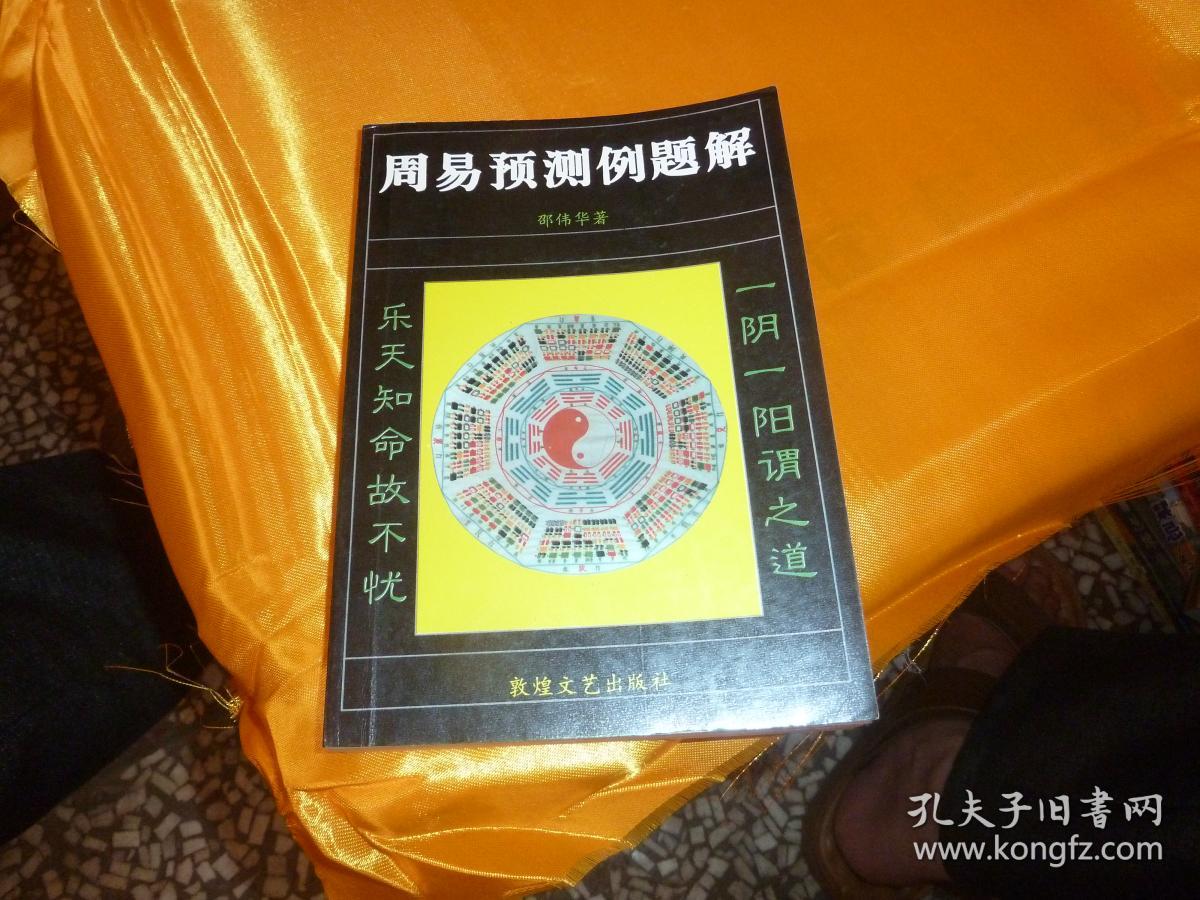 周易预测例题解
邵伟华著
一阴一阳谓之道
乐天知命故不忧
敦煌文艺出版社
孔夫子旧書网
www.kongfz.com